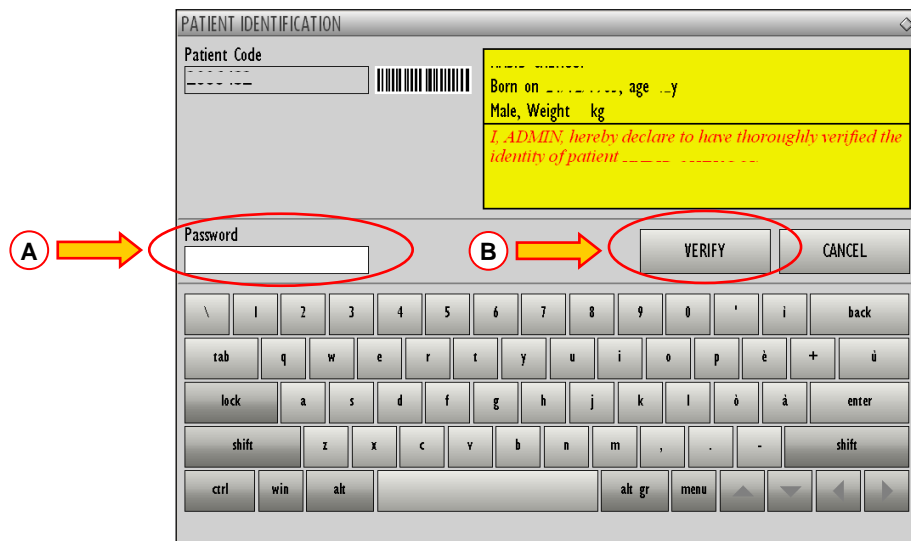 PATIENT IDENTIFICATION
Patient Code
Born on , age y
Male, Weight kg
I, ADMIN, hereby declare to have thoroughly verified the
identity of patient
A
Password
B
VERIFY
CANCEL
\ 1 2 3 4 5 6 7 8 9 0 ' ì back
tab q w e r t y u i o p è + ù
lock a s d f g h j k l ò à enter
shift z x c v b n m , . - shift
ctrl win alt alt gr menu